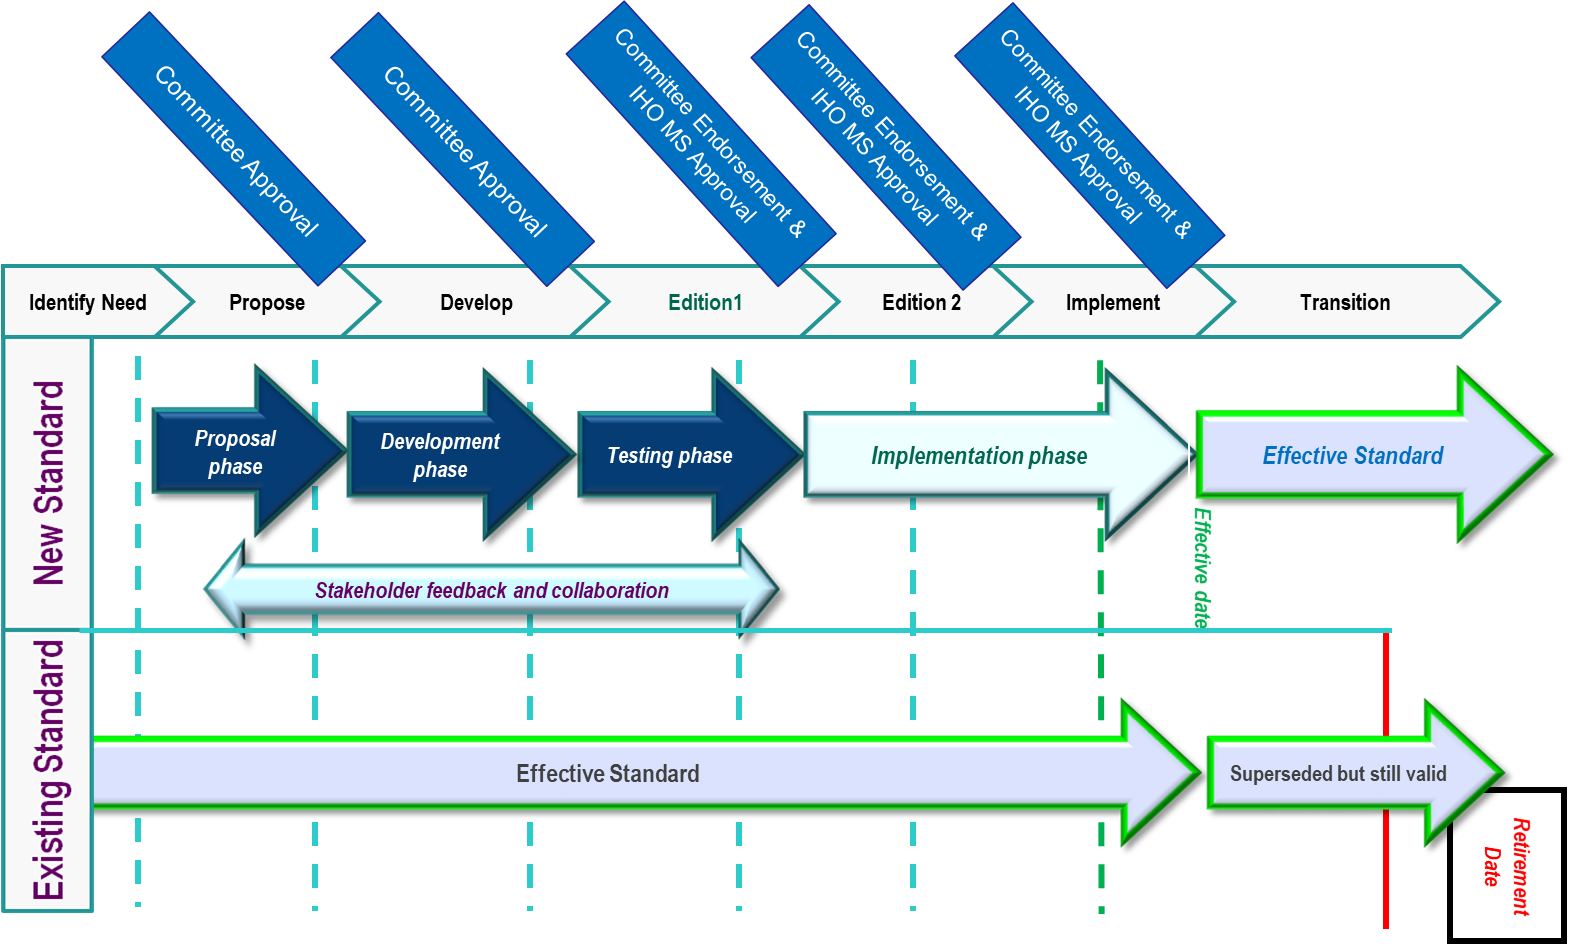 Committee Approval
Committee Approval
Committee Endorsement &
IHO MS Approval
Committee Endorsement &
IHO MS Approval
Committee Endorsement &
IHO MS Approval
Identify Need
Propose
Develop
Edition1
Edition 2
Implement
Transition
New Standard
Proposal
phase
Development
phase
Testing phase
Implementation phase
Effective Standard
Effective date
Stakeholder feedback and collaboration
Existing Standard
Effective Standard
Superseded but still valid
Retirement
Date